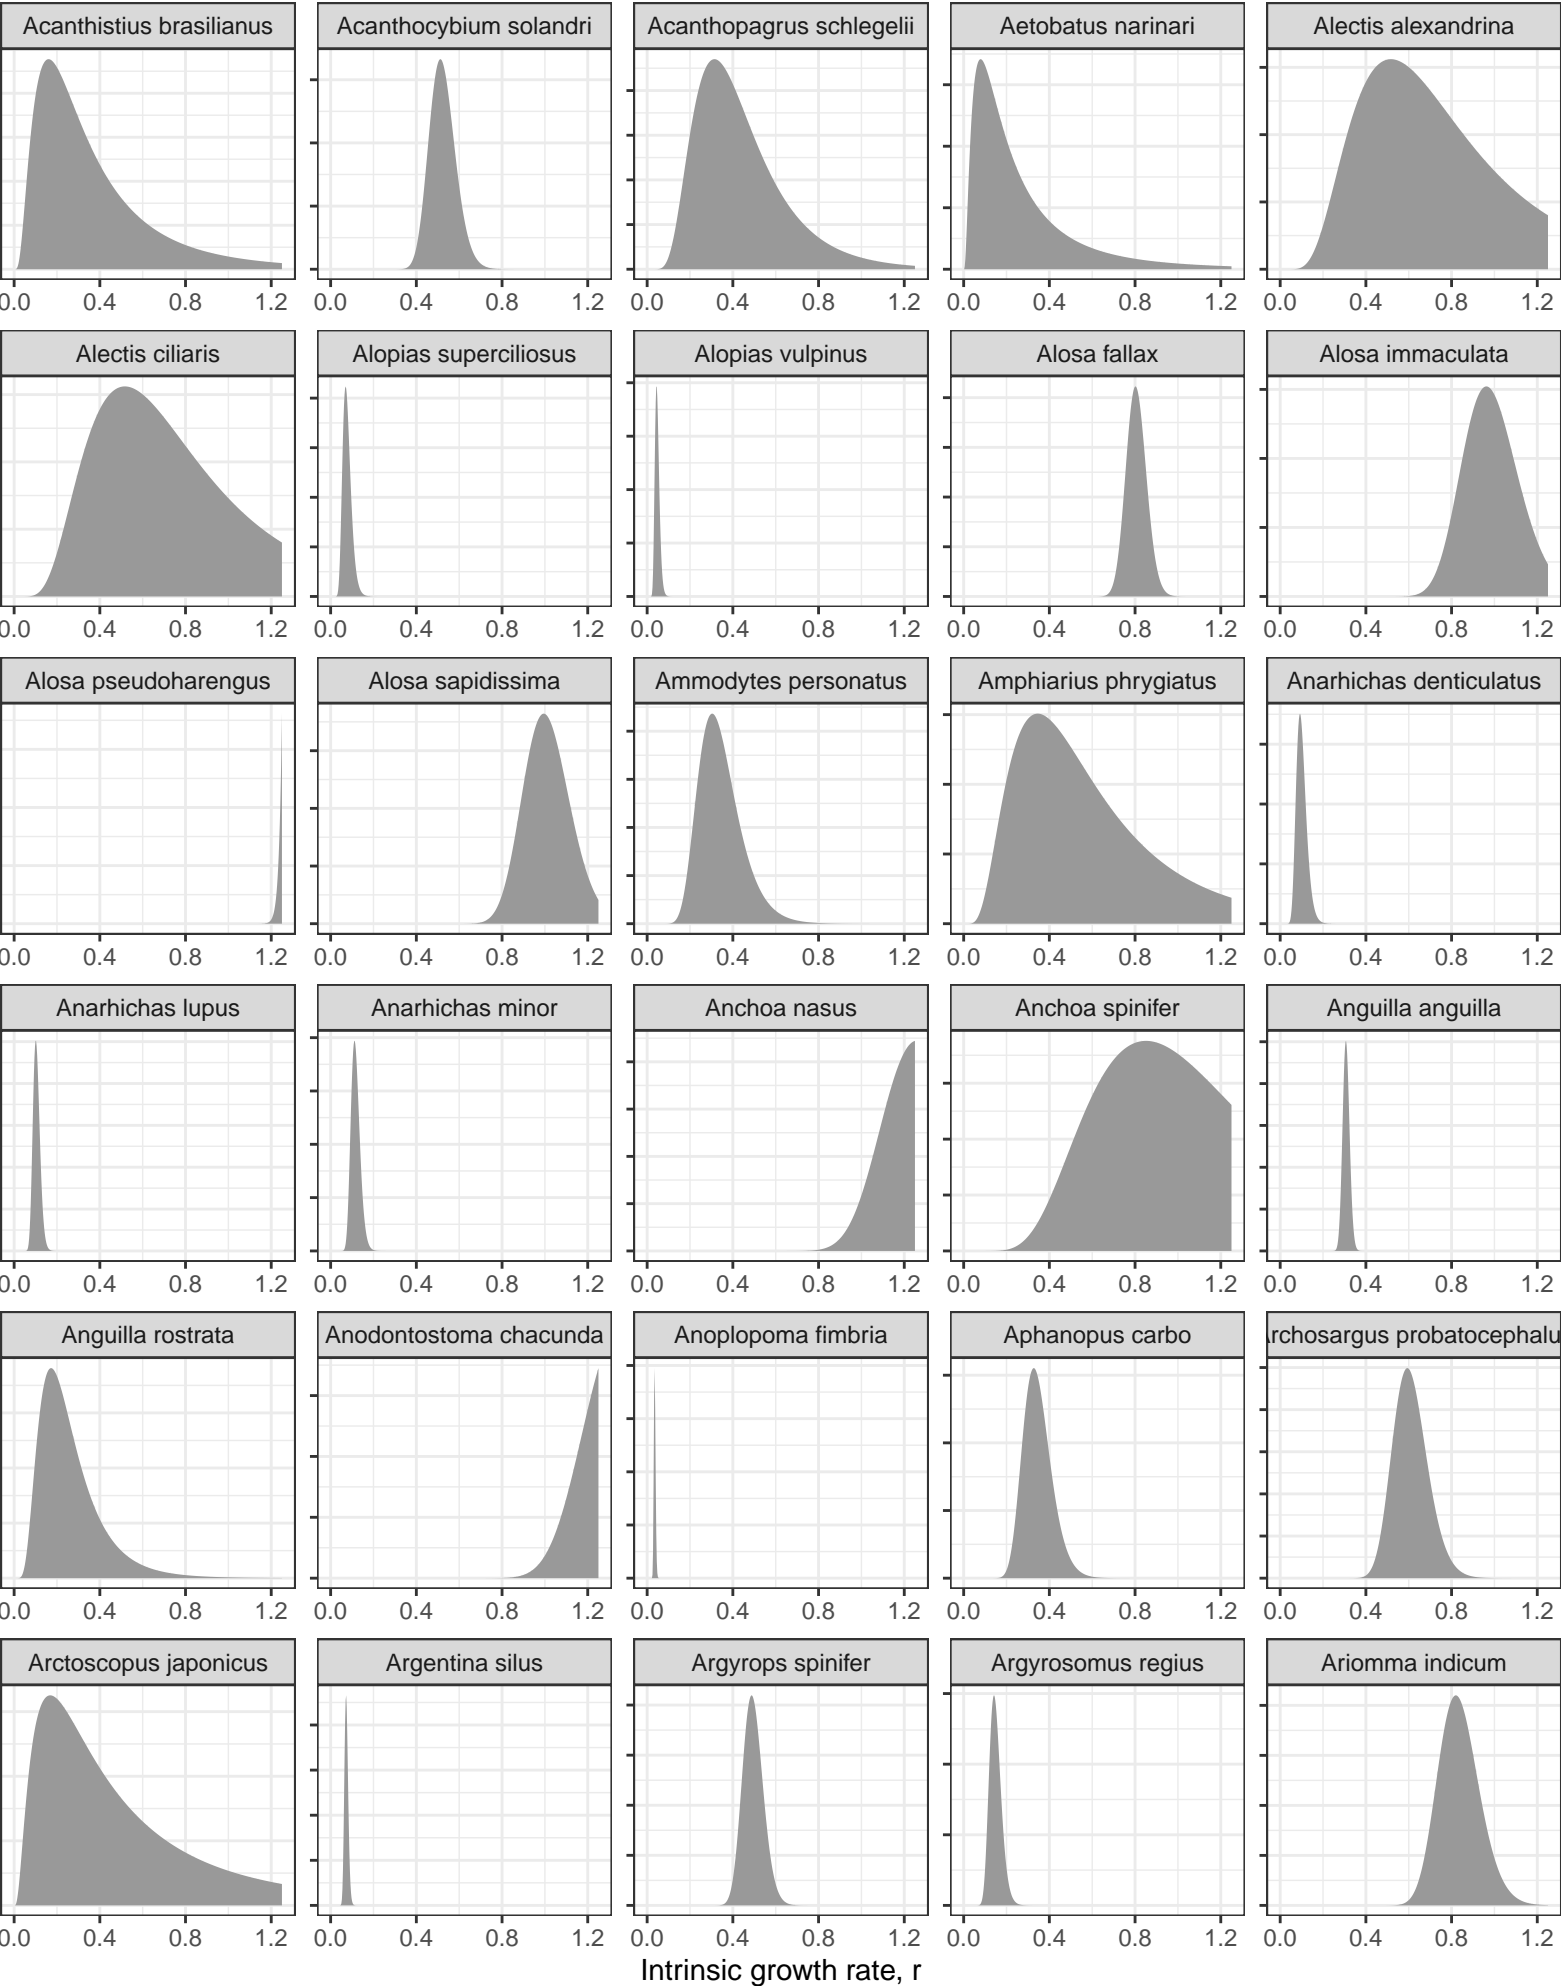 Acanthistius brasilianus Acanthocybium solandri Acanthopagrus schlegelii Aetobatus narinari Alectis alexandrina
0.0 0.4 0.8 1.2 0.0 0.4 0.8 1.2 0.0 0.4 0.8 1.2 0.0 0.4 0.8 1.2 0.0 0.4 0.8 1.2
Alectis ciliaris Alopias superciliosus Alopias vulpinus Alosa fallax Alosa immaculata
0.0 0.4 0.8 1.2 0.0 0.4 0.8 1.2 0.0 0.4 0.8 1.2 0.0 0.4 0.8 1.2 0.0 0.4 0.8 1.2
Alosa pseudoharengus Alosa sapidissima Ammodytes personatus Amphiarius phrygiatus Anarhichas denticulatus
0.0 0.4 0.8 1.2 0.0 0.4 0.8 1.2 0.0 0.4 0.8 1.2 0.0 0.4 0.8 1.2 0.0 0.4 0.8 1.2
Anarhichas lupus Anarhichas minor Anchoa nasus Anchoa spinifer Anguilla anguilla
0.0 0.4 0.8 1.2 0.0 0.4 0.8 1.2 0.0 0.4 0.8 1.2 0.0 0.4 0.8 1.2 0.0 0.4 0.8 1.2
Anguilla rostrata Anodontostoma chacunda Anoplopoma fimbria Aphanopus carbo rchosargus probatocephalu
0.0 0.4 0.8 1.2 0.0 0.4 0.8 1.2 0.0 0.4 0.8 1.2 0.0 0.4 0.8 1.2 0.0 0.4 0.8 1.2
Arctoscopus japonicus Argentina silus Argyrops spinifer Argyrosomus regius Ariomma indicum
0.0 0.4 0.8 1.2 0.0 0.4 0.8 1.2 0.0 0.4 0.8 1.2 0.0 0.4 0.8 1.2 0.0 0.4 0.8 1.2
Intrinsic growth rate, r